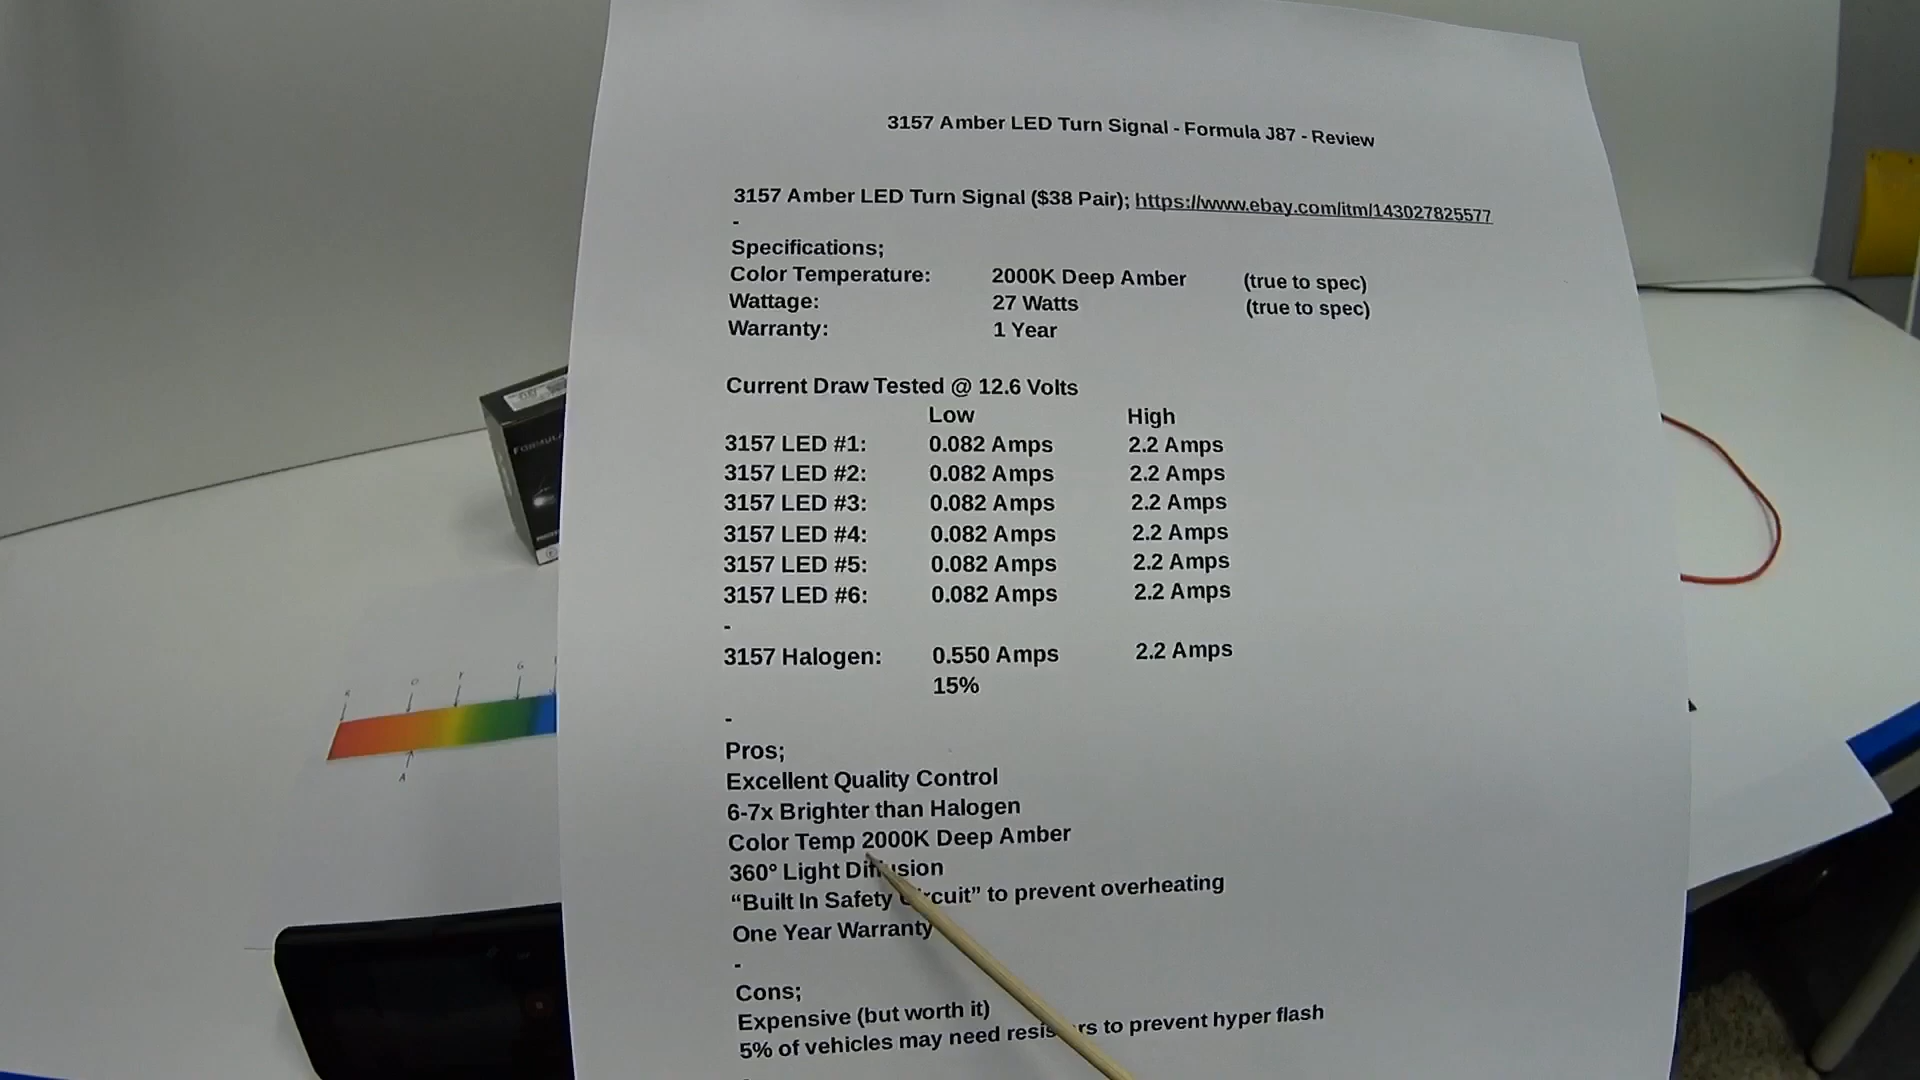 3157 Amber LED Turn Signal - Formula J87 - Review
3157 Amber LED Turn Signal ($38 Pair); https://www.ebay.com/itm/143027825577
-
Specifications;
Color Temperature: 2000K Deep Amber (true to spec)
Wattage: 27 Watts (true to spec)
Warranty: 1 Year
Current Draw Tested @ 12.6 Volts
Low High
3157 LED #1: 0.082 Amps 2.2 Amps
3157 LED #2: 0.082 Amps 2.2 Amps
3157 LED #3: 0.082 Amps 2.2 Amps
3157 LED #4: 0.082 Amps 2.2 Amps
3157 LED #5: 0.082 Amps 2.2 Amps
3157 LED #6: 0.082 Amps 2.2 Amps
-
3157 Halogen: 0.550 Amps 2.2 Amps
15%
-
Pros;
Excellent Quality Control
6-7x Brighter than Halogen
Color Temp 2000K Deep Amber
360° Light Diffusion
“Built In Safety Circuit” to prevent overheating
One Year Warranty
-
Cons;
Expensive (but worth it)
5% of vehicles may need resistors to prevent hyper flash
R O Y G
A